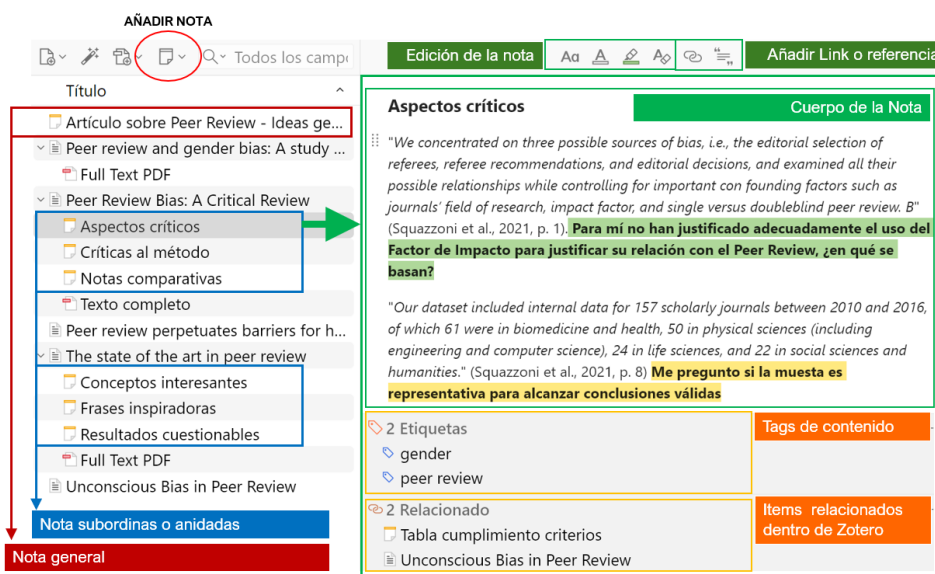 AÑADIR NOTA
Todos los campo
Edición de la nota
Aa A A
Añadir Link o referencia
Título
Artículo sobre Peer Review - Ideas ge...
Peer review and gender bias: A study ...
Full Text PDF
Peer Review Bias: A Critical Review
Aspectos críticos
Críticas al método
Notas comparativas
Texto completo
Peer review perpetuates barriers for h...
The state of the art in peer review
Conceptos interesantes
Frases inspiradoras
Resultados cuestionables
Full Text PDF
Unconscious Bias in Peer Review
Nota subordinas o anidadas
Nota general
Aspectos críticos
Cuerpo de la Nota
"We concentrated on three possible sources of bias, i.e., the editorial selection of
referees, referee recommendations, and editorial decisions, and examined all their
possible relationships while controlling for important con founding factors such as
journals’ field of research, impact factor, and single versus doubleblind peer review. B"
(Squazzoni et al., 2021, p. 1). Para mí no han justificado adecuadamente el uso del
Factor de Impacto para justificar su relación con el Peer Review, ¿en qué se
basan?
"Our dataset included internal data for 157 scholarly journals between 2010 and 2016,
of which 61 were in biomedicine and health, 50 in physical sciences (including
engineering and computer science), 24 in life sciences, and 22 in social sciences and
humanities." (Squazzoni et al., 2021, p. 8) Me pregunto si la muesta es
representativa para alcanzar conclusiones válidas
2 Etiquetas
Tags de contenido
gender
peer review
2 Relacionado
Items relacionados
dentro de Zotero
Tabla cumplimiento criterios
Unconscious Bias in Peer Review